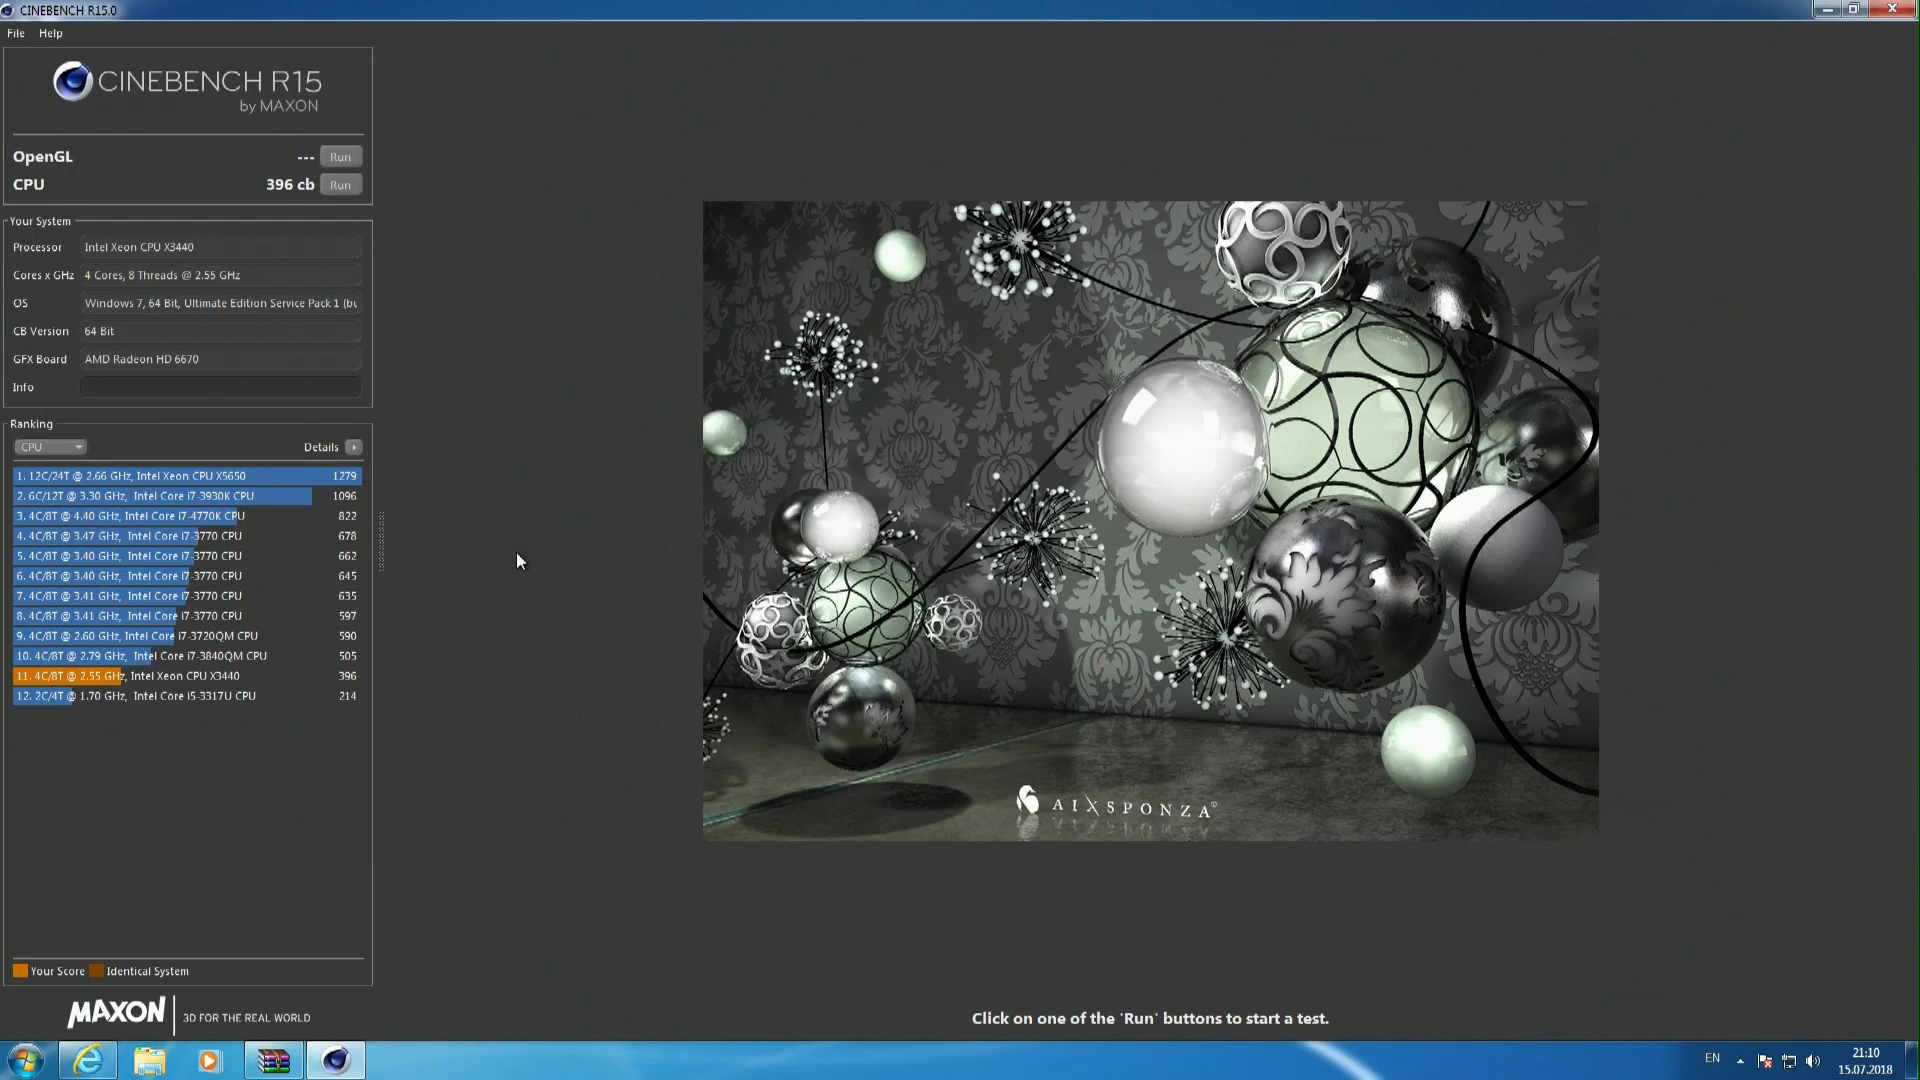 CINEBENCH R15.0
File Help
CINEBENCH R15
by MAXON
OpenGL --- Run
CPU 396 cb Run
Your System
Processor Intel Xeon CPU X3440
Cores x GHz 4 Cores, 8 Threads @ 2.55 GHz
OS Windows 7, 64 Bit, Ultimate Edition Service Pack 1 (bu
CB Version 64 Bit
GFX Board AMD Radeon HD 6670
Info
Ranking
CPU Details
1. 12C/24T @ 2.66 GHz, Intel Xeon CPU X5650 1279
2. 6C/12T @ 3.30 GHz, Intel Core i7-3930K CPU 1096
3. 4C/8T @ 4.40 GHz, Intel Core i7-4770K CPU 822
4. 4C/8T @ 3.47 GHz, Intel Core i7-3770 CPU 678
5. 4C/8T @ 3.40 GHz, Intel Core i7-3770 CPU 662
6. 4C/8T @ 3.40 GHz, Intel Core i7-3770 CPU 645
7. 4C/8T @ 3.41 GHz, Intel Core i7-3770 CPU 635
8. 4C/8T @ 3.41 GHz, Intel Core i7-3770 CPU 597
9. 4C/8T @ 2.60 GHz, Intel Core i7-3720QM CPU 590
10. 4C/8T @ 2.79 GHz, Intel Core i7-3840QM CPU 505
11. 4C/8T @ 2.55 GHz, Intel Xeon CPU X3440 396
12. 2C/4T @ 1.70 GHz, Intel Core i5-3317U CPU 214
Your Score Identical System
MAXON 3D FOR THE REAL WORLD
AIXSPONZA®
Click on one of the 'Run' buttons to start a test.
EN
21:10
15.07.2018